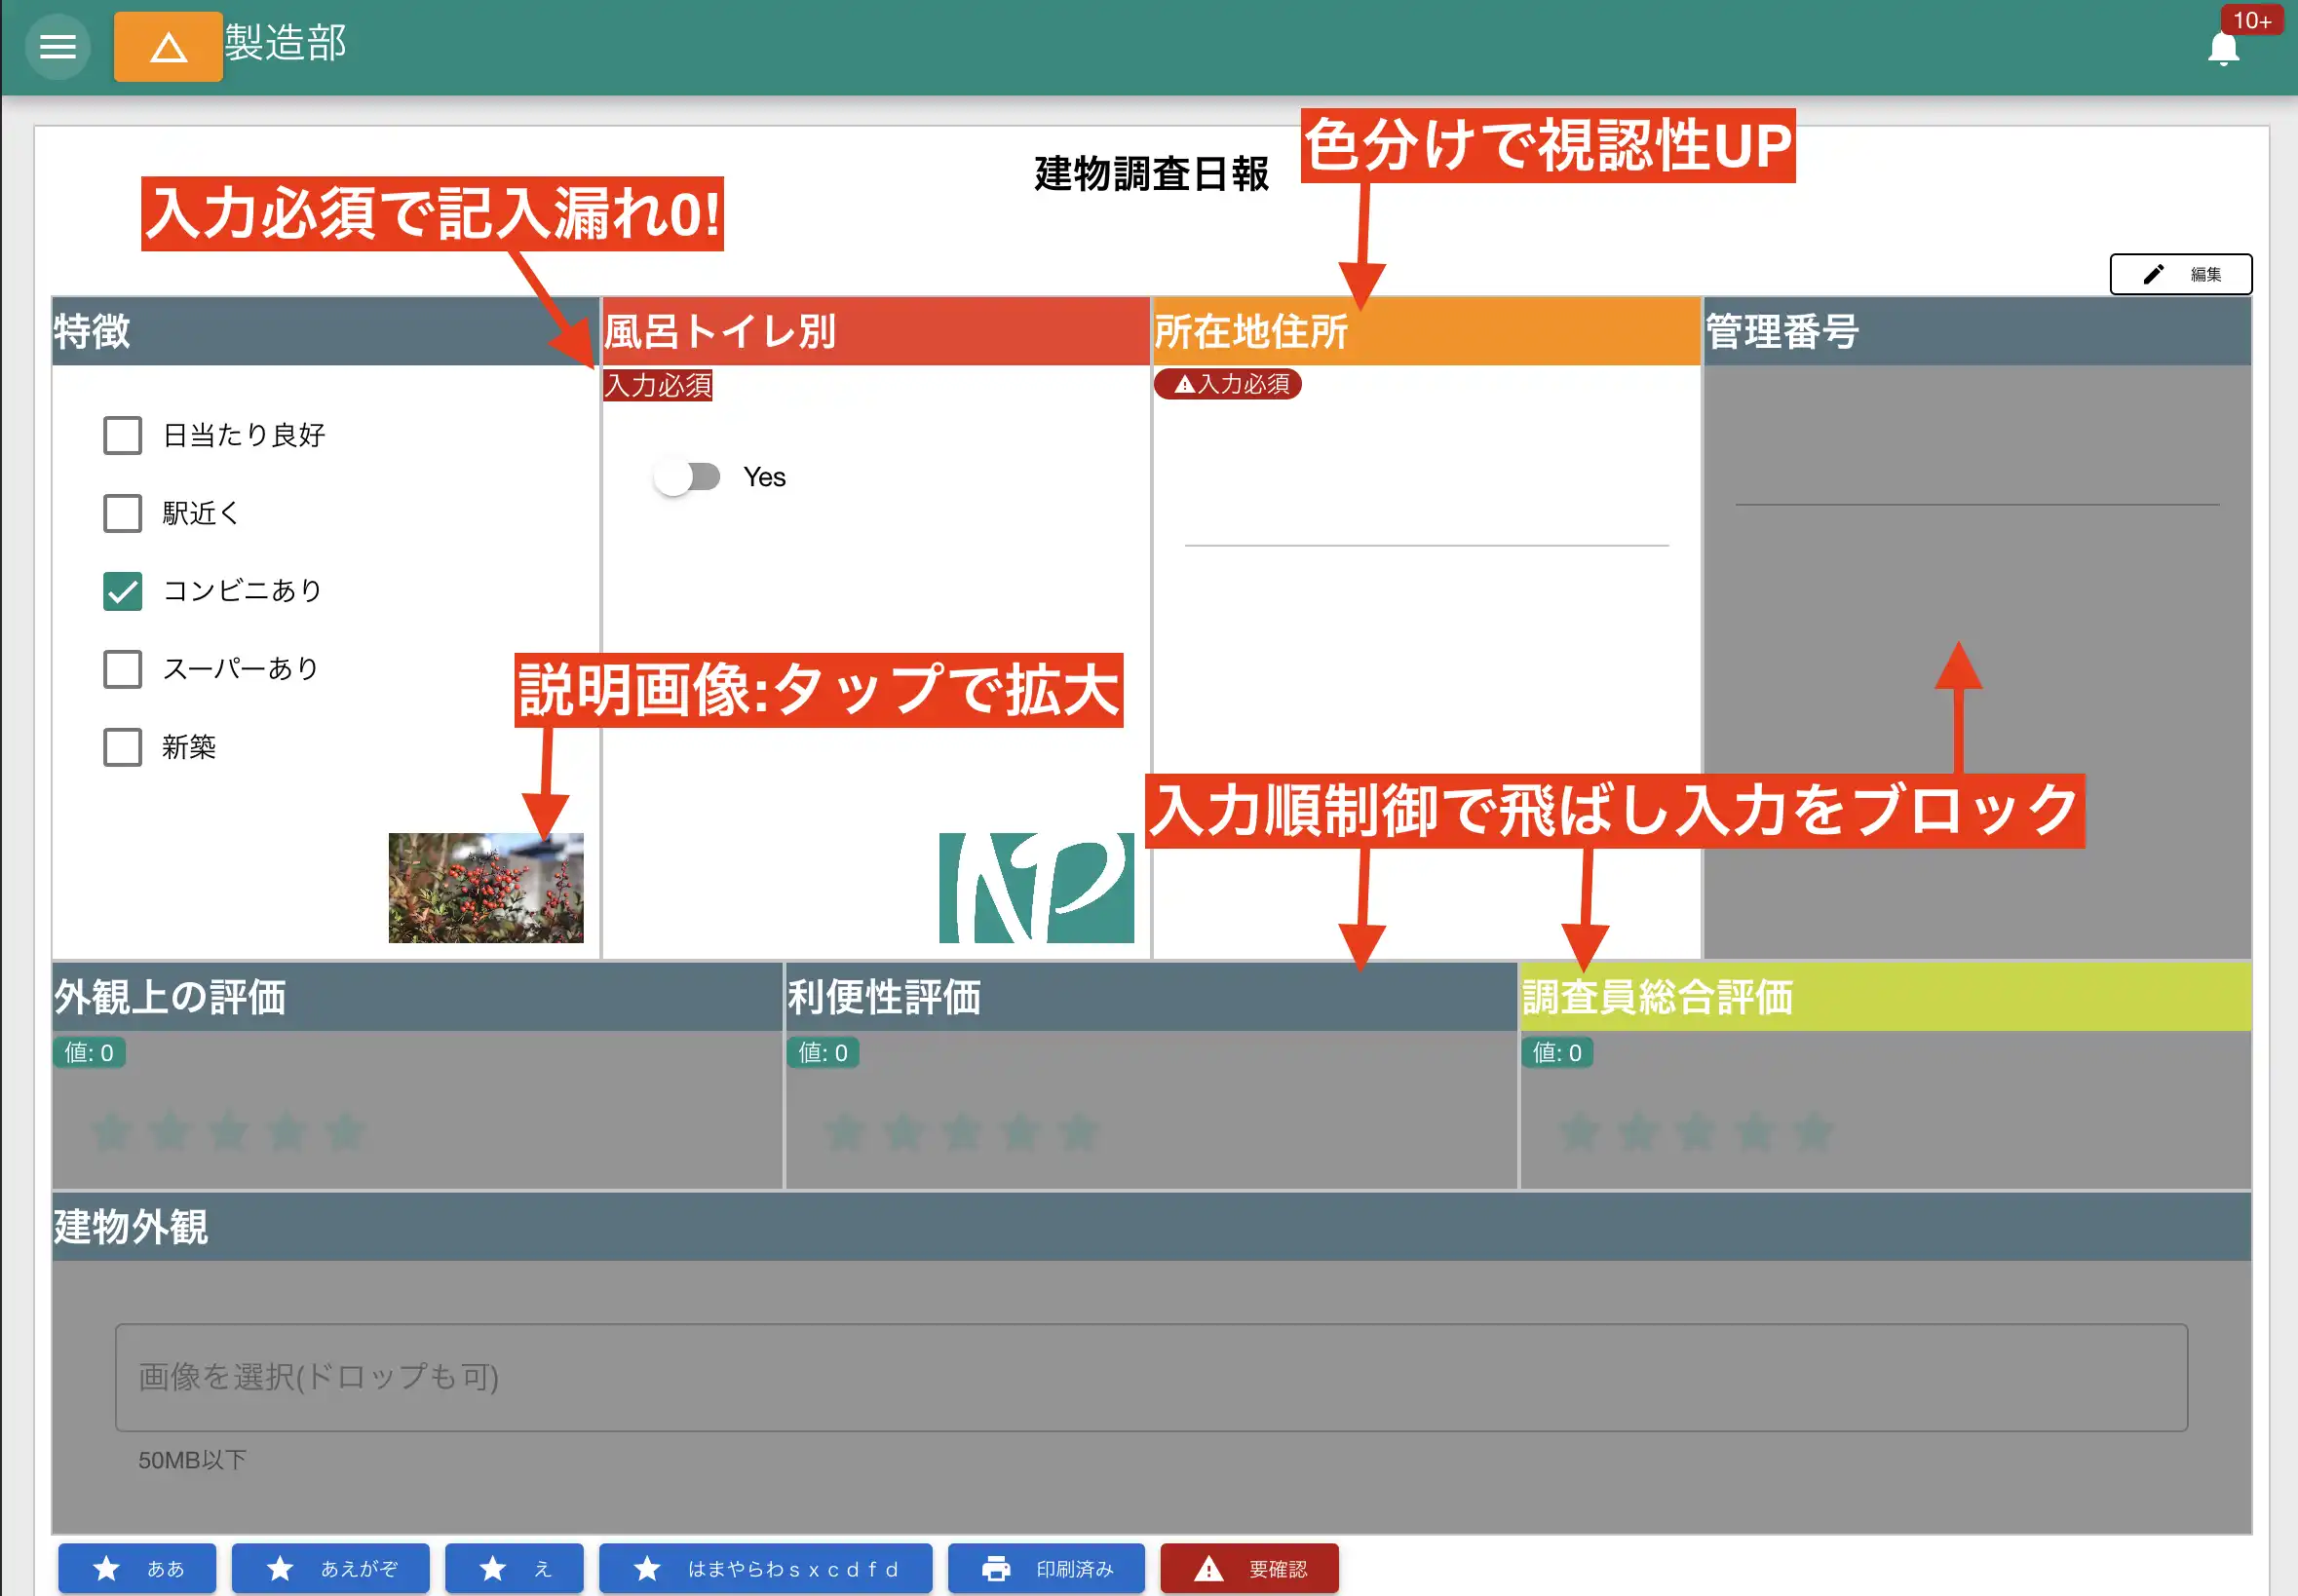 製造部
10+
建物調査日報
色分けで視認性UP
入力必須で記入漏れ0!
編集
特徴
風呂トイレ別
所在地住所
管理番号
入力必須
入力必須
日当たり良好
駅近く
コンビニあり
スーパーあり
新築
Yes
説明画像:タップで拡大
入力順制御で飛ばし入力をブロック
NP
外観上の評価
利便性評価
調査員総合評価
値: 0
値: 0
値: 0
建物外観
画像を選択(ドロップも可)
50MB以下
ああ
あえがぞ
え
はまやらわｓｘｃｄｆｄ
印刷済み
要確認